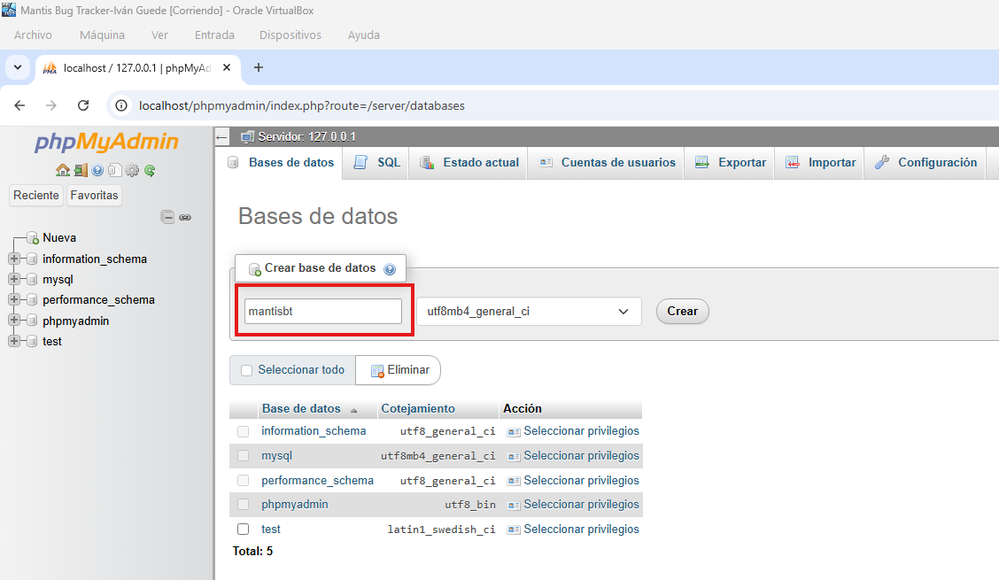 Mantis Bug Tracker-Iván Guede [Corriendo] - Oracle VirtualBox
Archivo Máquina Ver Entrada Dispositivos Ayuda
localhost / 127.0.0.1 | phpMyAd
localhost/phpmyadmin/index.php?route=/server/databases
phpMyAdmin
Reciente Favoritas
Nueva
information_schema
mysql
performance_schema
phpmyadmin
test
Servidor: 127.0.0.1
Bases de datos SQL Estado actual Cuentas de usuarios Exportar Importar Configuración
Bases de datos
Crear base de datos
mantisbt utf8mb4_general_ci Crear
Seleccionar todo Eliminar
Base de datos Cotejamiento Acción
information_schema utf8_general_ci Seleccionar privilegios
mysql utf8mb4_general_ci Seleccionar privilegios
performance_schema utf8_general_ci Seleccionar privilegios
phpmyadmin utf8_bin Seleccionar privilegios
test latin1_swedish_ci Seleccionar privilegios
Total: 5